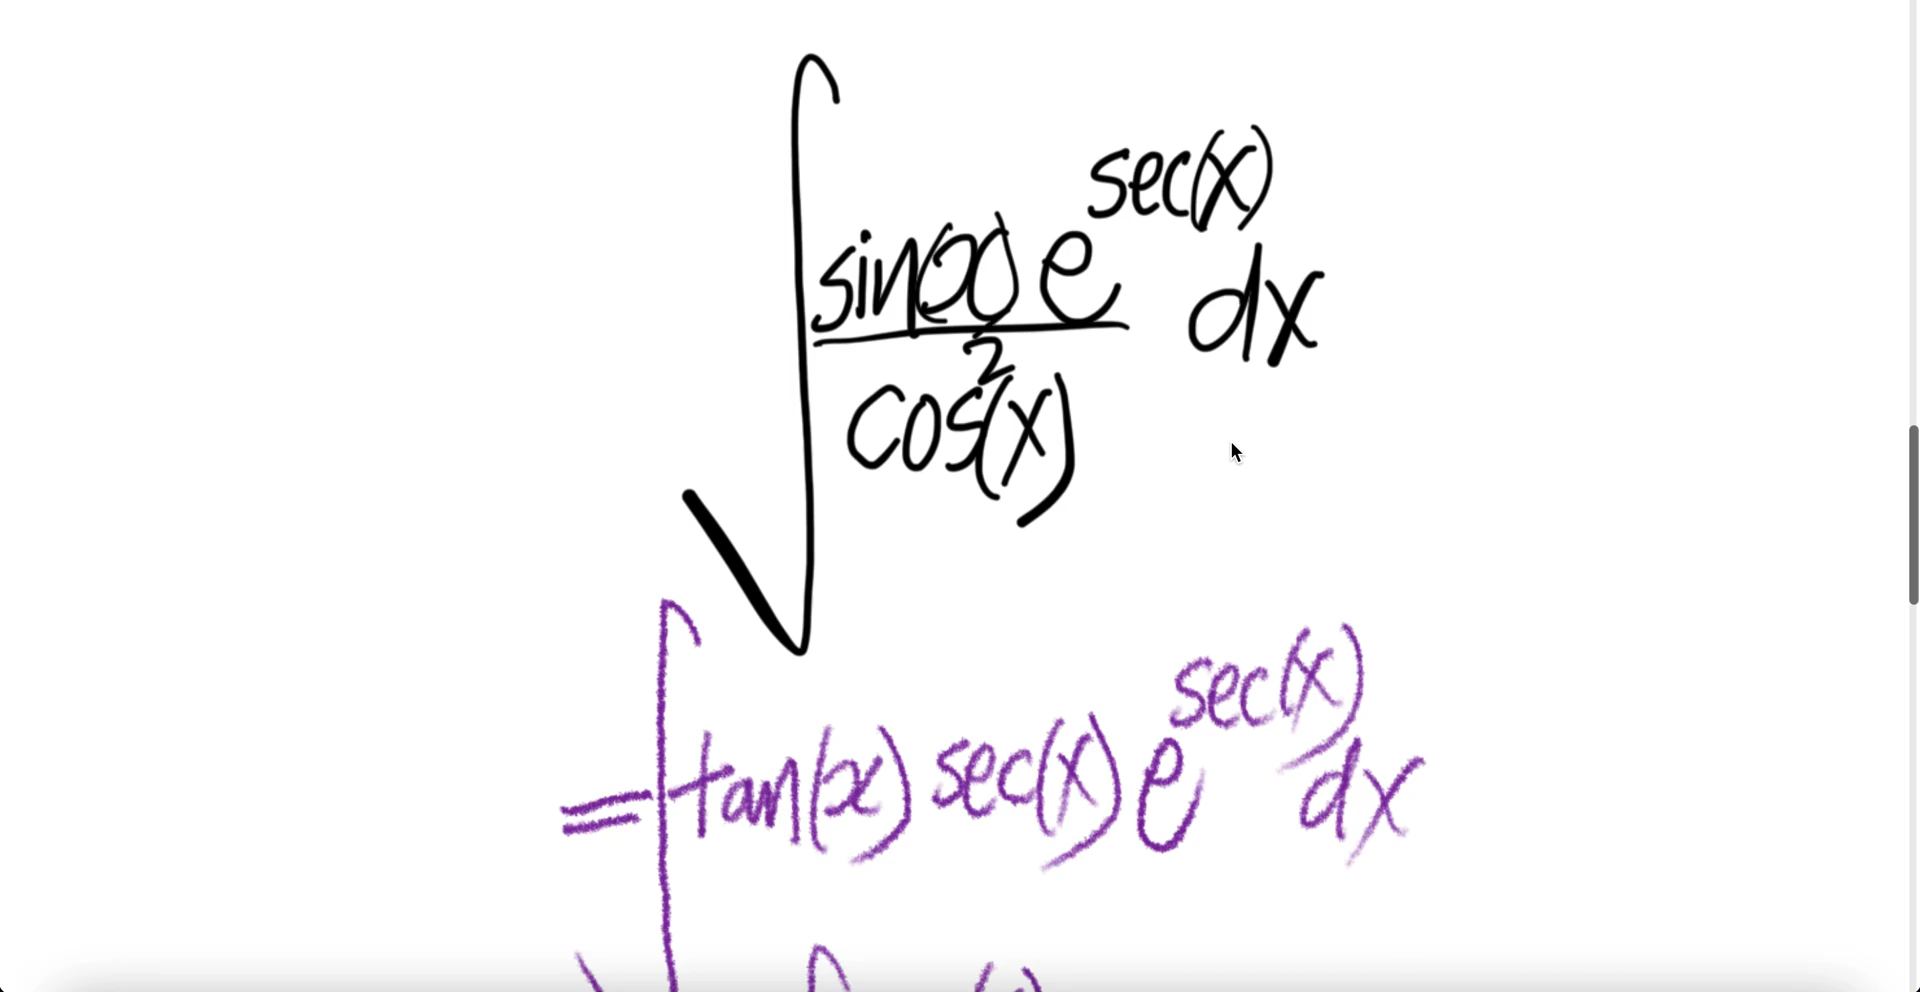 ∫ sin(x) e^sec(x) / cos²(x) dx
= ∫ tan(x) sec(x) e^sec(x) dx